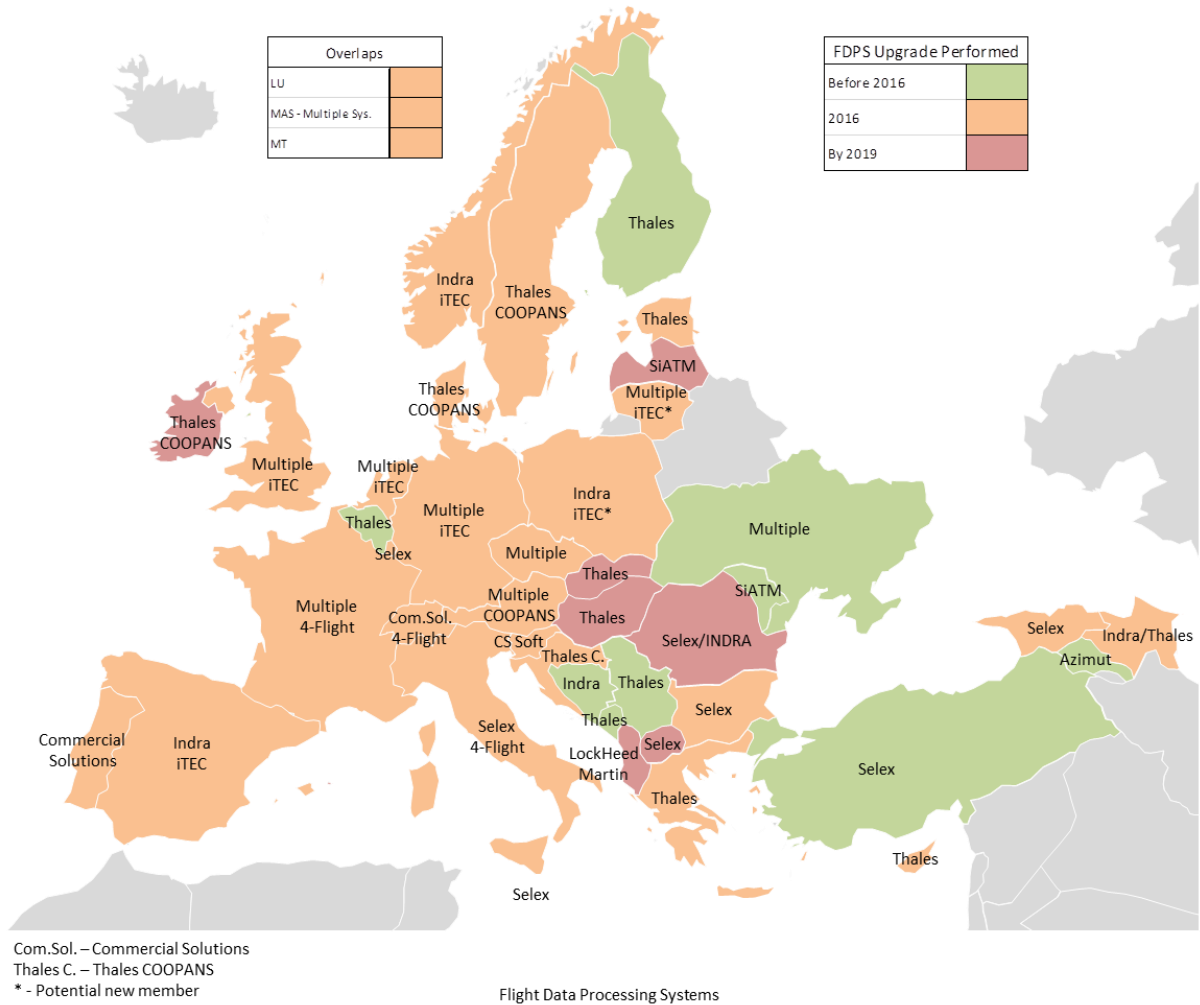 Overlaps
LU
MAS - Multiple Sys.
MT
FDPS Upgrade Performed
Before 2016
2016
By 2019
Thales
Indra
iTEC
Thales
COOPANS
Thales
SiATM
Multiple
iTEC*
Thales
COOPANS
Thales
COOPANS
Multiple
iTEC
Multiple
iTEC
Multiple
iTEC
Indra
iTEC*
Thales
Selex
Multiple
Multiple
Thales
SiATM
Multiple
4-Flight
Com.Sol.
4-Flight
Multiple
COOPANS
Thales
CS Soft
Thales C.
Selex/INDRA
Selex
Indra/Thales
Azimut
Indra
Thales
Thales
Selex
Commercial
Solutions
Indra
iTEC
Selex
4-Flight
LockHeed
Martin
Selex
Selex
Thales
Thales
Selex
Com.Sol. – Commercial Solutions
Thales C. – Thales COOPANS
* - Potential new member
Flight Data Processing Systems